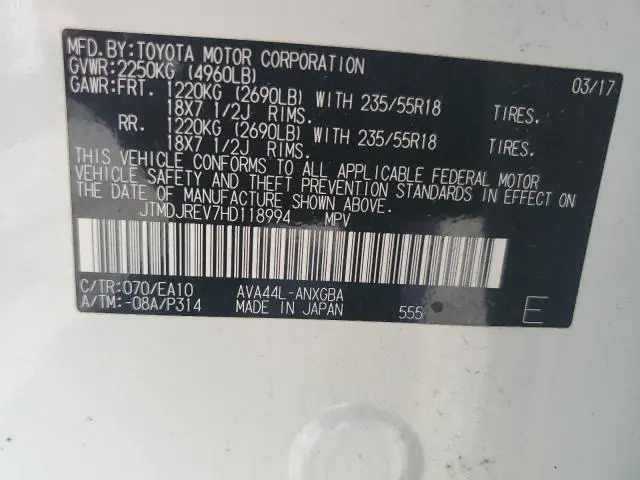 MFD.BY:TOYOTA MOTOR CORPORATION 03/17
GVWR:2250KG (4960LB)
GAWR:FRT. 1220KG (2690LB) WITH 235/55R18 TIRES.
18X7 1/2J RIMS.
RR. 1220KG (2690LB) WITH 235/55R18 TIRES.
18X7 1/2J RIMS.
THIS VEHICLE CONFORMS TO ALL APPLICABLE FEDERAL MOTOR
VEHICLE SAFETY AND THEFT PREVENTION STANDARDS IN EFFECT ON
THE DATE OF MANUFACTURE SHOWN ABOVE.
JTMDJREV7HD118994 MPV
C/TR:070/EA10 AVA44L-ANXGBA
A/TM:-08A/P314 MADE IN JAPAN 555 E